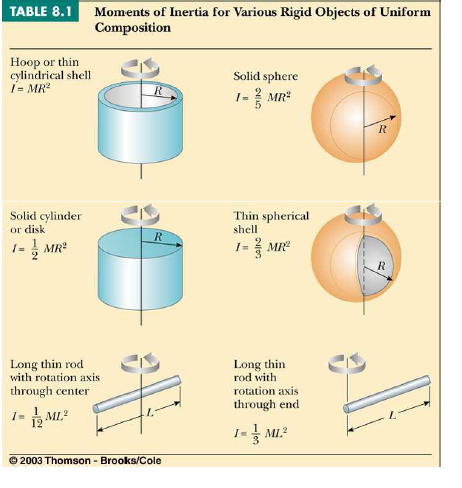 TABLE 8.1 Moments of Inertia for Various Rigid Objects of Uniform
Composition
Hoop or thin
cylindrical shell
I = MR²
R
Solid sphere
I = 2/5 MR²
R
Solid cylinder
or disk
I = 1/2 MR²
R
Thin spherical
shell
I = 2/3 MR²
R
Long thin rod
with rotation axis
through center
I = 1/12 ML²
L
Long thin
rod with
rotation axis
through end
I = 1/3 ML²
L
© 2003 Thomson - Brooks/Cole